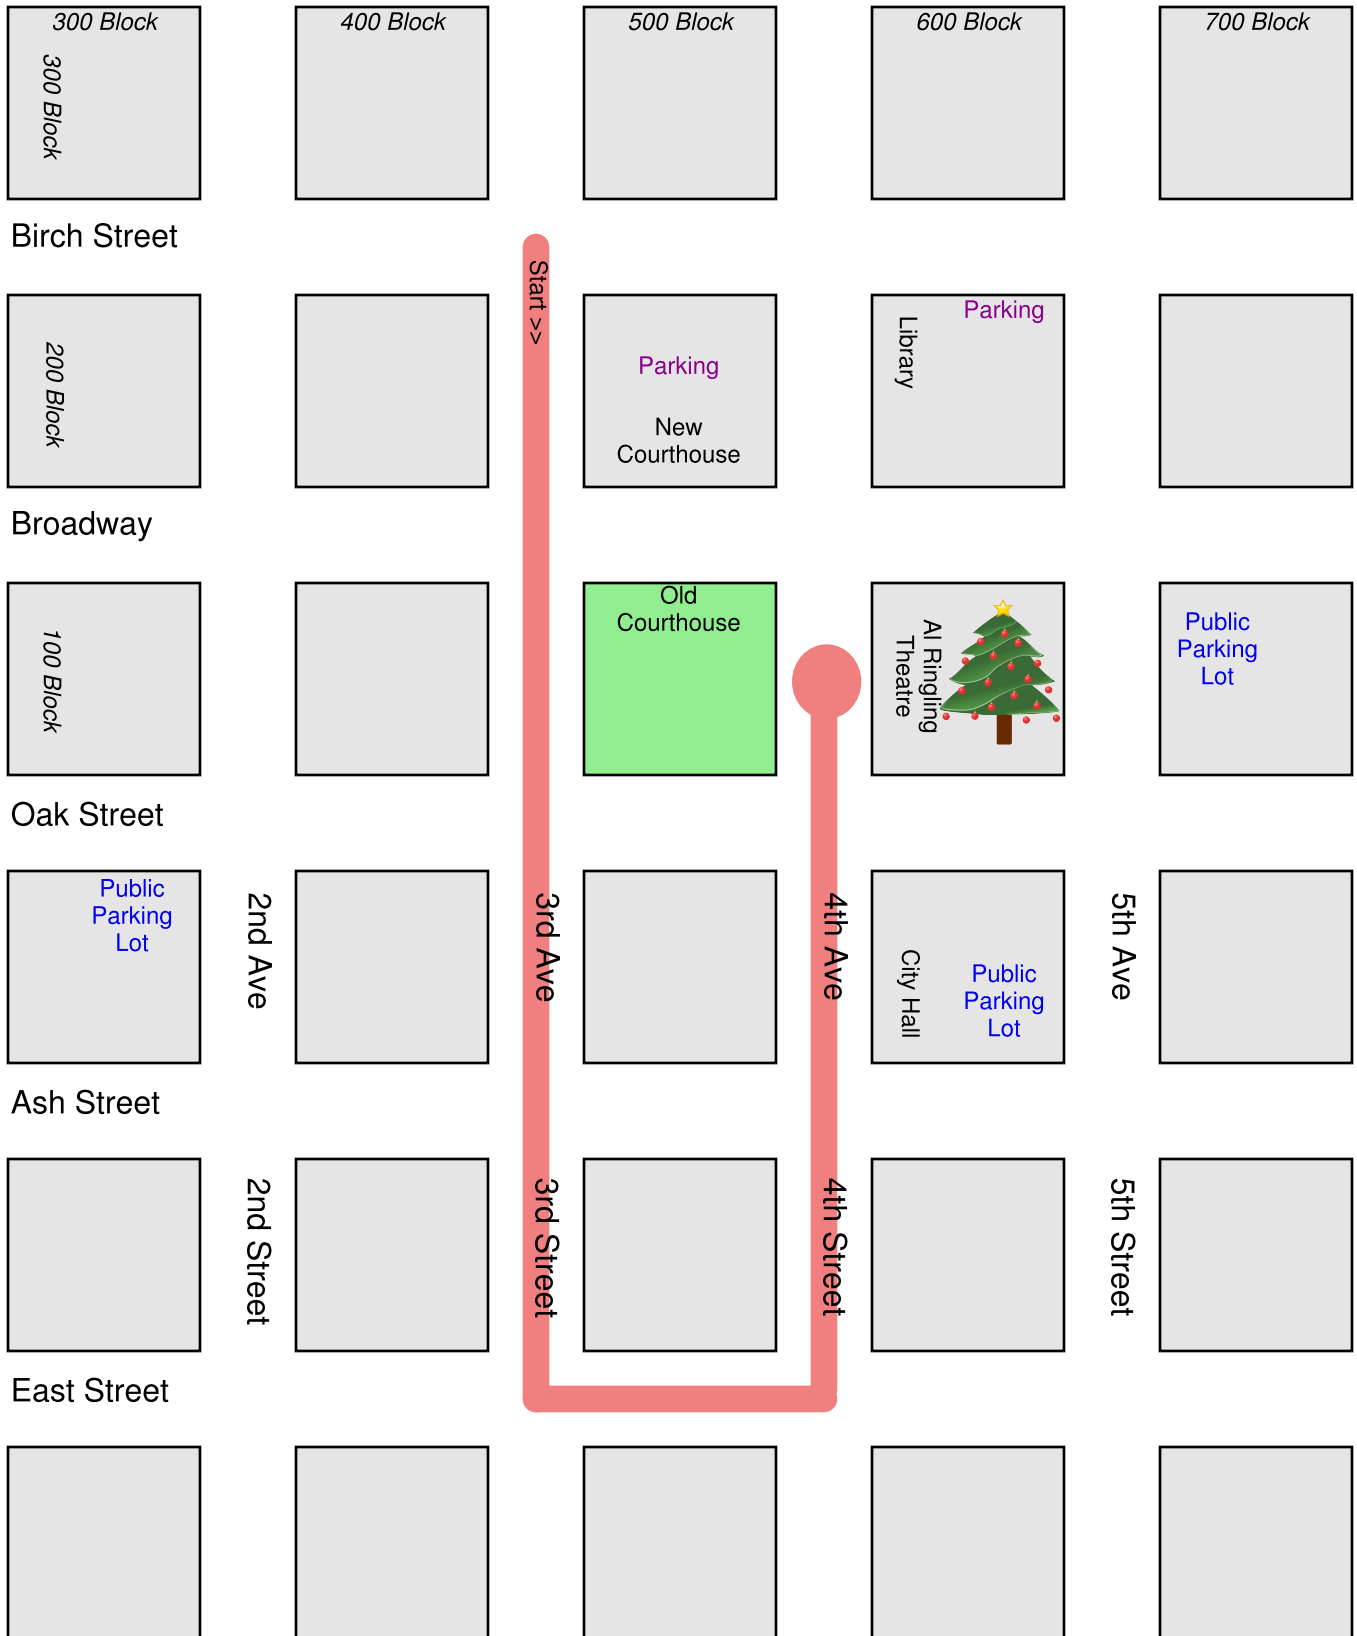 300 Block
400 Block
500 Block
600 Block
700 Block
300 Block
Birch Street
Start >>
200 Block
Parking
New
Courthouse
Library
Parking
Broadway
100 Block
Old
Courthouse
Al Ringling
Theatre
Public
Parking
Lot
Oak Street
Public
Parking
Lot
2nd Ave
3rd Ave
4th Ave
City Hall
Public
Parking
Lot
5th Ave
Ash Street
2nd Street
3rd Street
4th Street
5th Street
East Street